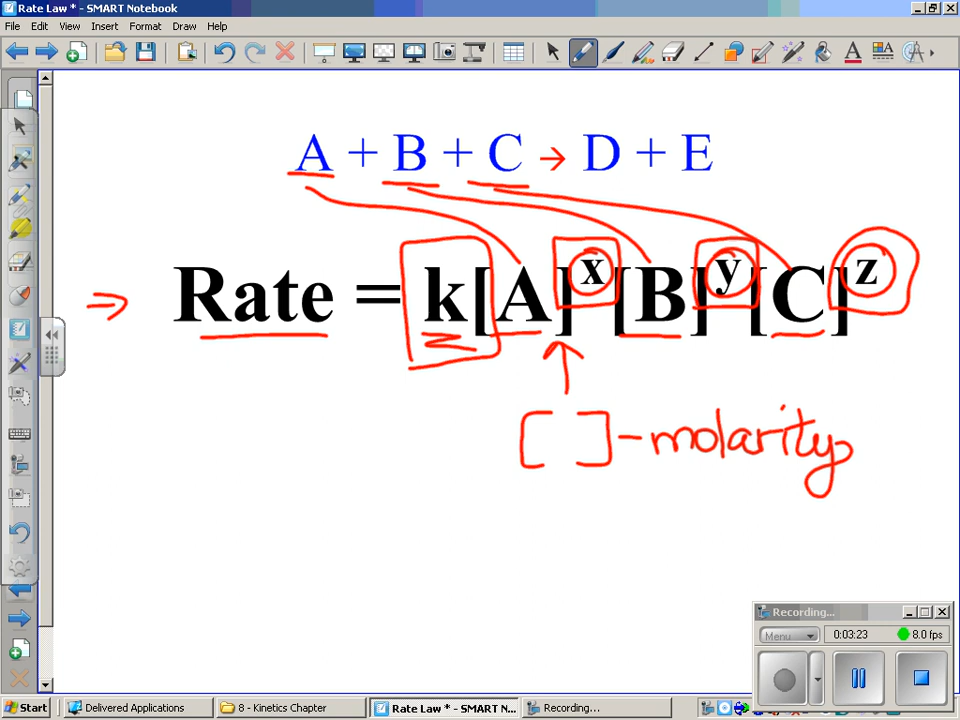 Rate Law * - SMART Notebook
File Edit View Insert Format Draw Help
A + B + C → D + E
⇒ Rate = k[A]^x[B]^y[C]^z
[ ] - molarity
Recording...
Menu 0:03:23 8.0 fps
Start Delivered Applications 8 - Kinetics Chapter Rate Law * - SMART N... Recording...